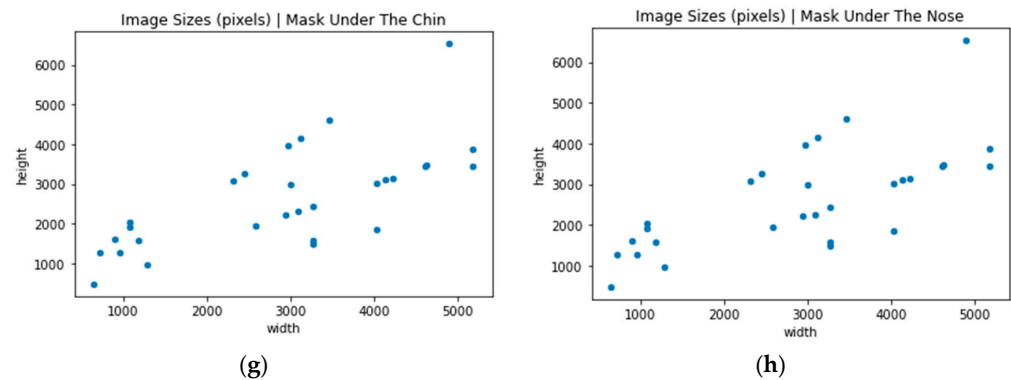 Image Sizes (pixels) | Mask Under The Chin
6000
5000
4000
3000
2000
1000
height
1000 2000 3000 4000 5000
width
(g)
Image Sizes (pixels) | Mask Under The Nose
6000
5000
4000
3000
2000
1000
height
1000 2000 3000 4000 5000
width
(h)